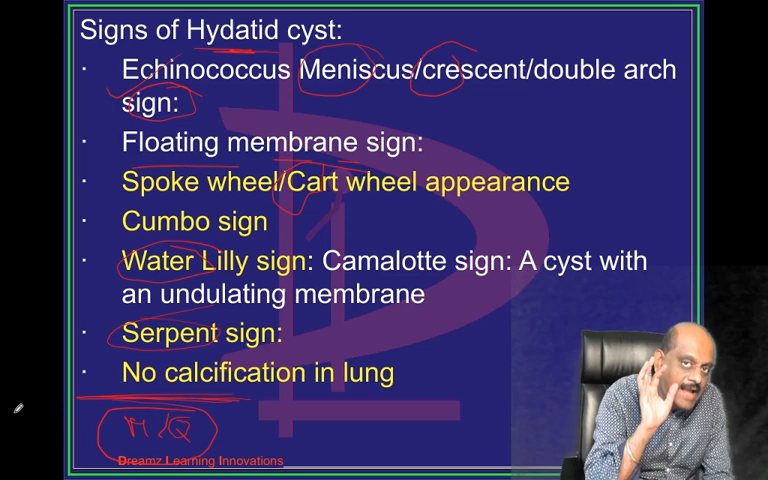 Signs of Hydatid cyst:
· Echinococcus Meniscus/crescent/double arch
sign:
· Floating membrane sign:
· Spoke wheel/Cart wheel appearance
· Cumbo sign
· Water Lilly sign: Camalotte sign: A cyst with
an undulating membrane
· Serpent sign:
· No calcification in lung
Dreamz Learning Innovations